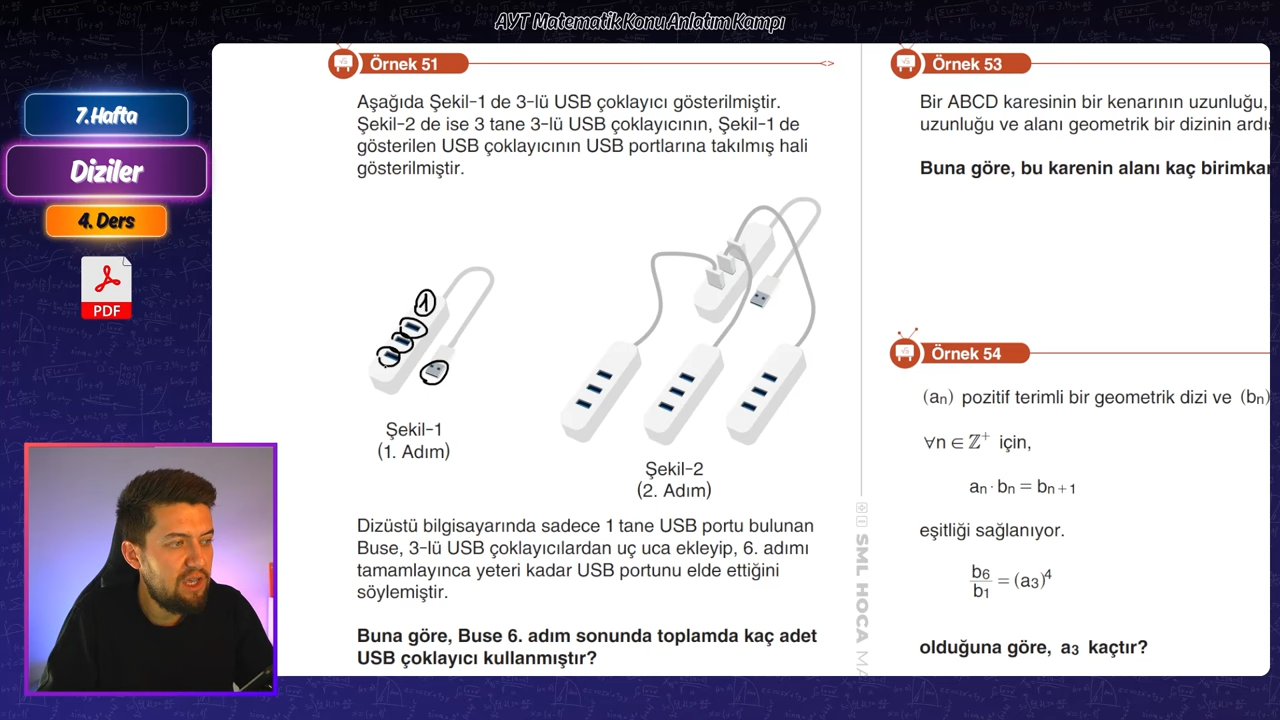 AYT Matematik Konu Anlatım Kampı
7.Hafta
Diziler
4. Ders
PDF
Örnek 51
Aşağıda Şekil-1 de 3-lü USB çoklayıcı gösterilmiştir.
Şekil-2 de ise 3 tane 3-lü USB çoklayıcının, Şekil-1 de
gösterilen USB çoklayıcının USB portlarına takılmış hali
gösterilmiştir.
1
Şekil-1
(1. Adım)
Şekil-2
(2. Adım)
Dizüstü bilgisayarında sadece 1 tane USB portu bulunan
Buse, 3-lü USB çoklayıcılardan uç uca ekleyip, 6. adımı
tamamlayınca yeteri kadar USB portunu elde ettiğini
söylemiştir.
Buna göre, Buse 6. adım sonunda toplamda kaç adet
USB çoklayıcı kullanmıştır?
SML HOCA
Örnek 53
Bir ABCD karesinin bir kenarının uzunluğu,
uzunluğu ve alanı geometrik bir dizinin
Buna göre, bu karenin alanı kaç
Örnek 54
(aₙ) pozitif terimli bir geometrik dizi ve (bₙ)
∀n ∈ ℤ⁺ için,
aₙ · bₙ = bₙ₊₁
eşitliği sağlanıyor.
b₆/b₁ = (a₃)⁴
olduğuna göre, a₃ kaçtır?